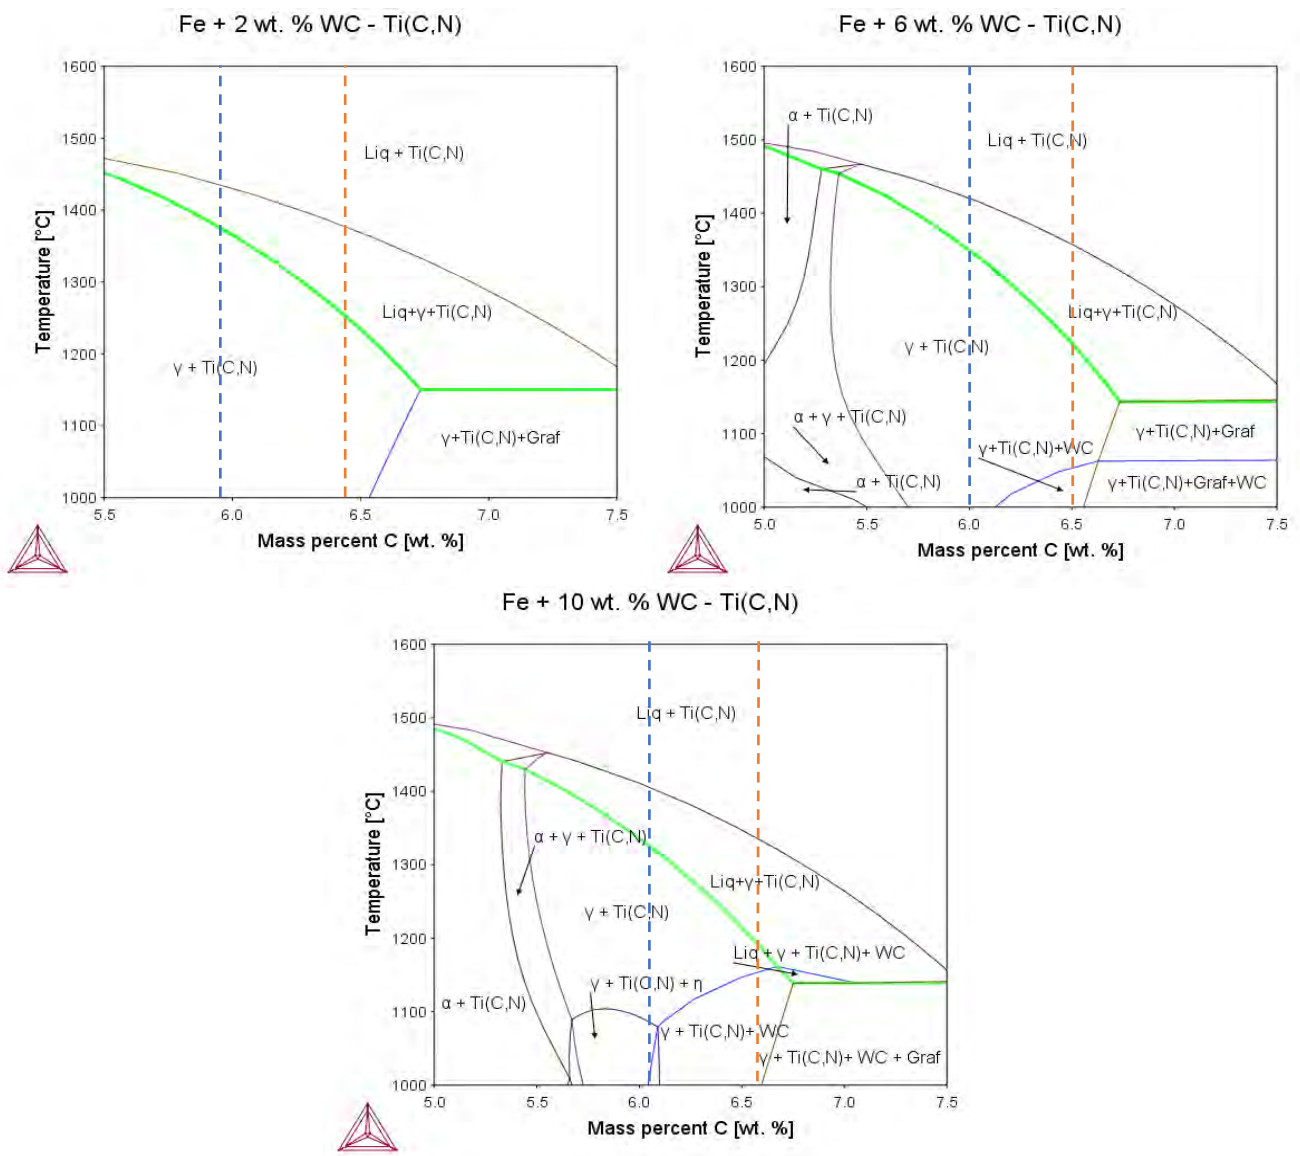 Fe + 2 wt. % WC - Ti(C,N)
1600
1500
1400
1300
1200
1100
1000
Temperature [°C]
Liq + Ti(C,N)
Liq+γ+Ti(C,N)
γ + Ti(C,N)
γ+Ti(C,N)+Graf
5.5
6.0
6.5
7.0
7.5
Mass percent C [wt. %]
Fe + 6 wt. % WC - Ti(C,N)
1600
1500
1400
1300
1200
1100
1000
Temperature [°C]
α + Ti(C,N)
Liq + Ti(C,N)
Liq+γ+Ti(C,N)
γ + Ti(C,N)
α + γ + Ti(C,N)
γ+Ti(C,N)+Graf
γ+Ti(C,N)+WC
α + Ti(C,N)
γ+Ti(C,N)+Graf+WC
5.0
5.5
6.0
6.5
7.0
7.5
Mass percent C [wt. %]
Fe + 10 wt. % WC - Ti(C,N)
1600
1500
1400
1300
1200
1100
1000
Temperature [°C]
Liq + Ti(C,N)
α + γ + Ti(C,N)
Liq+γ+Ti(C,N)
γ + Ti(C,N)
Liq + γ + Ti(C,N)+ WC
γ + Ti(C,N) + η
α + Ti(C,N)
γ + Ti(C,N)+ WC
γ + Ti(C,N)+ WC + Graf
5.0
5.5
6.0
6.5
7.0
7.5
Mass percent C [wt. %]